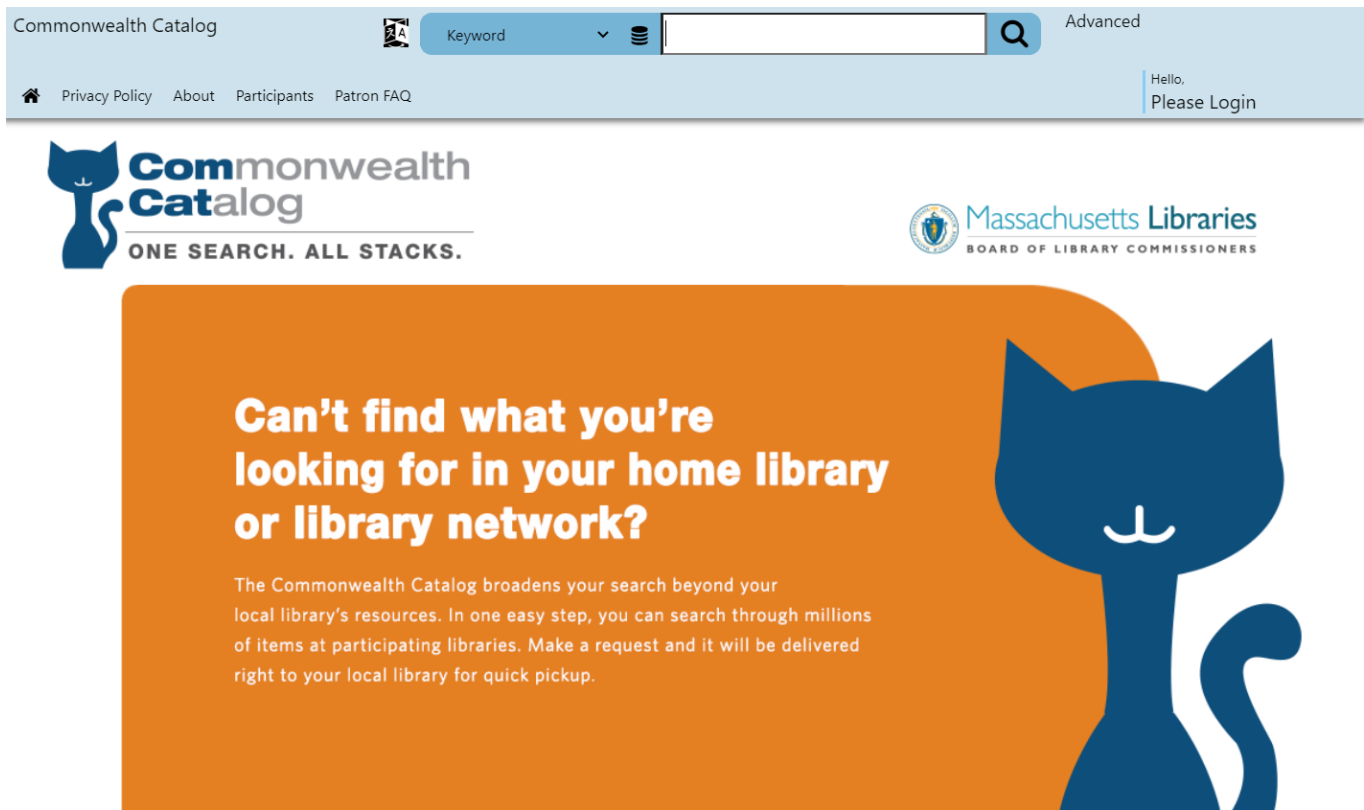 Commonwealth Catalog
Keyword
Advanced
Privacy Policy About Participants Patron FAQ
Hello,
Please Login
Commonwealth
Catalog
ONE SEARCH. ALL STACKS.
Massachusetts Libraries
BOARD OF LIBRARY COMMISSIONERS
Can't find what you're
looking for in your home library
or library network?
The Commonwealth Catalog broadens your search beyond your
local library's resources. In one easy step, you can search through millions
of items at participating libraries. Make a request and it will be delivered
right to your local library for quick pickup.